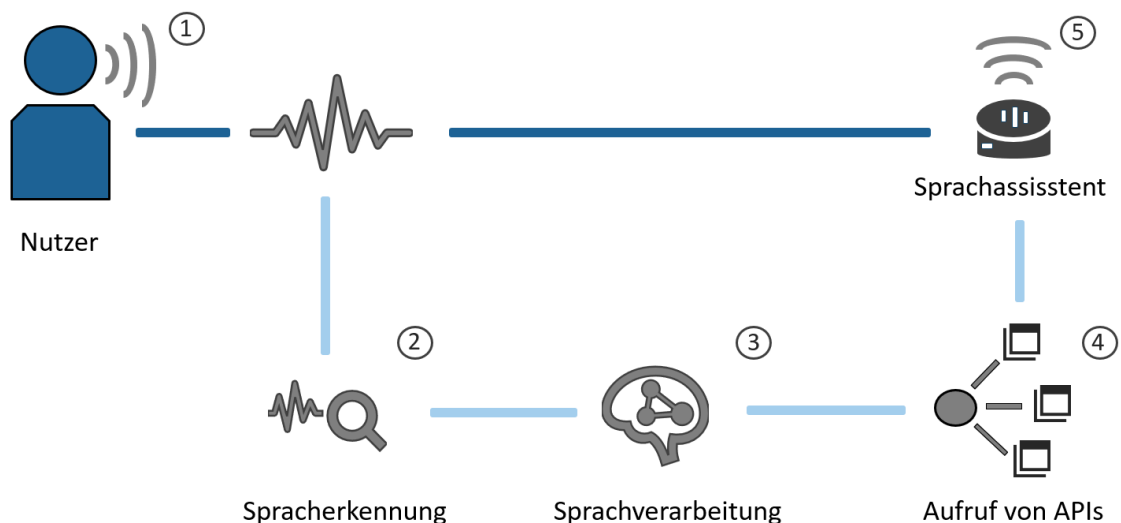 1
5
Sprachassisstent
Nutzer
2
3
4
Spracherkennung
Sprachverarbeitung
Aufruf von APIs